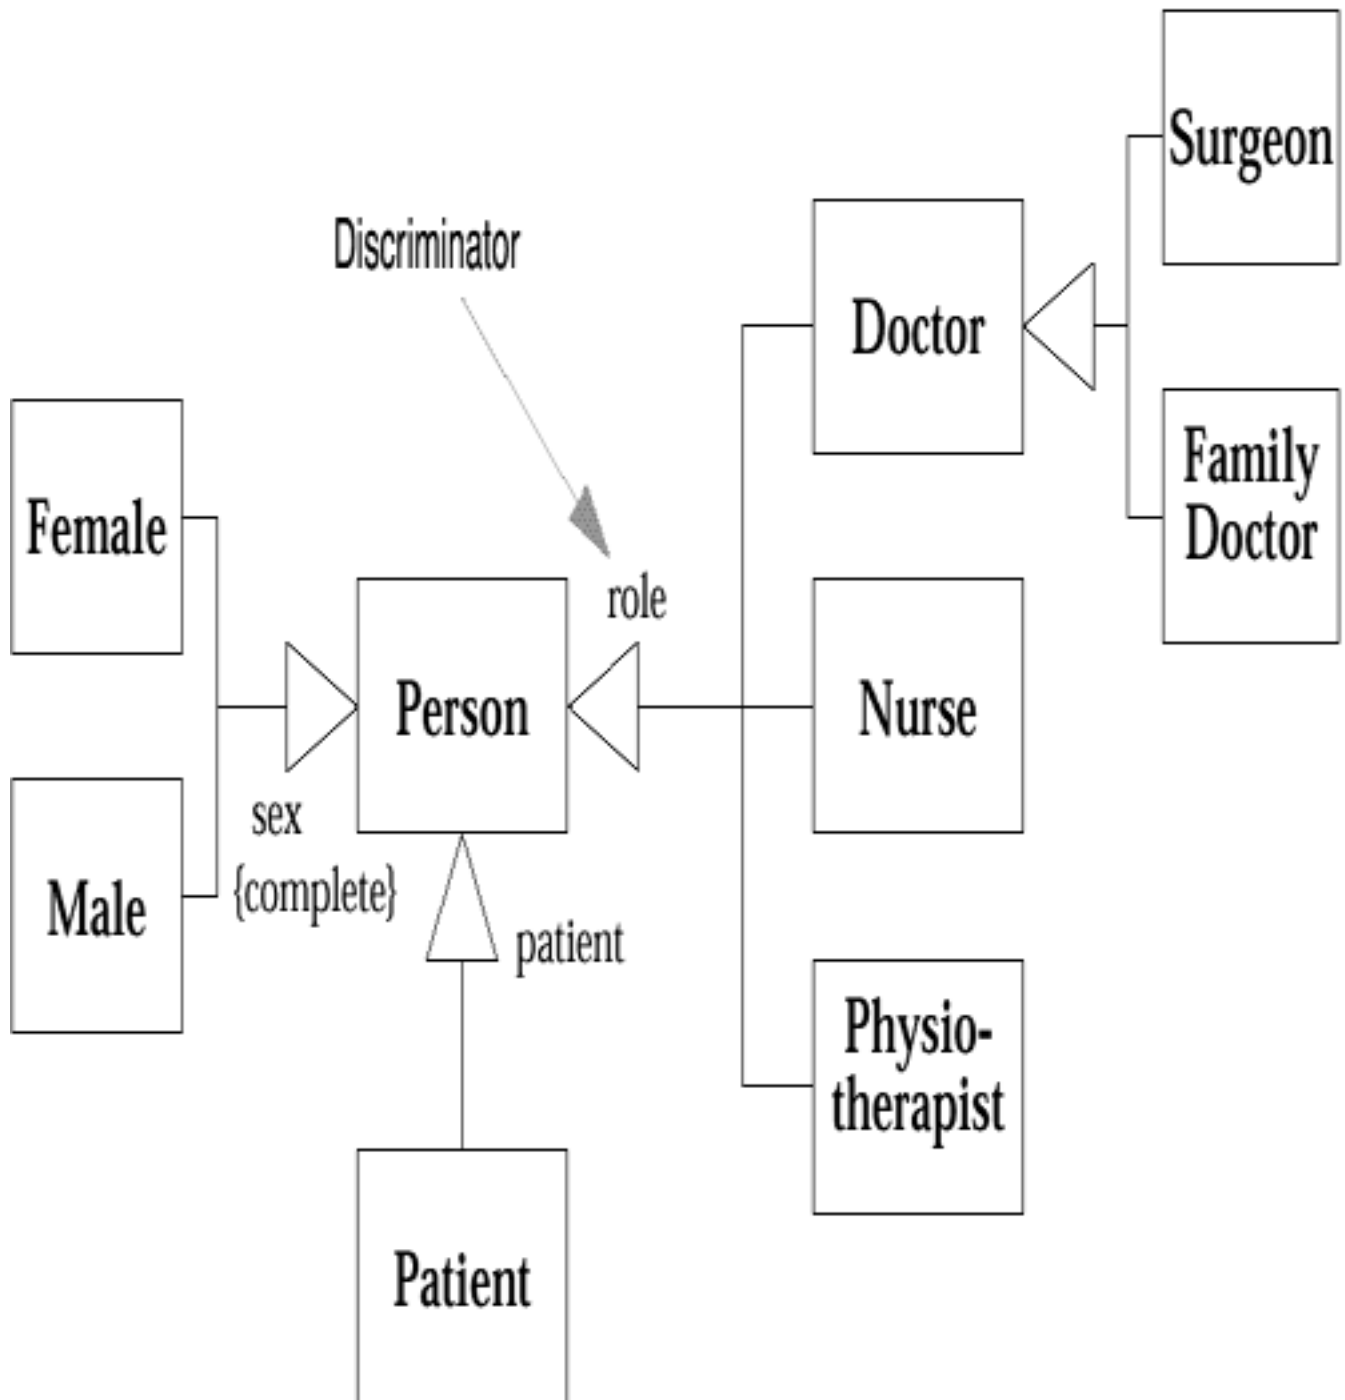 Surgeon
Discriminator
Doctor
Family
Doctor
Female
role
Person
Nurse
sex
{complete}
Male
patient
Physio-
therapist
Patient